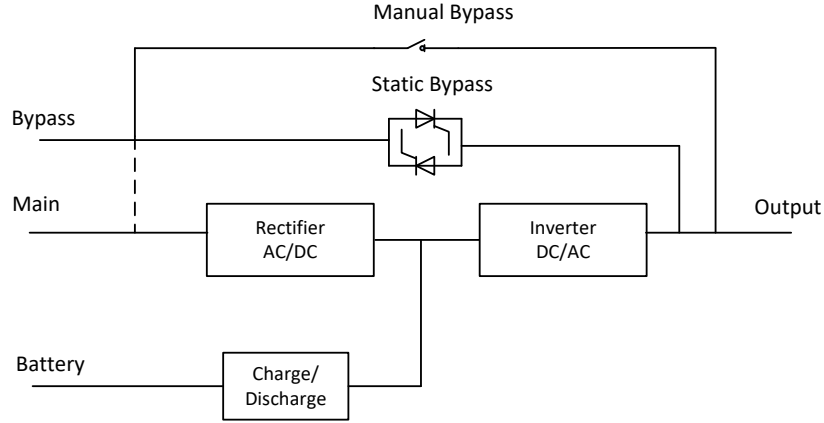 Manual Bypass
Static Bypass
Bypass
Main
Rectifier
AC/DC
Inverter
DC/AC
Output
Battery
Charge/
Discharge